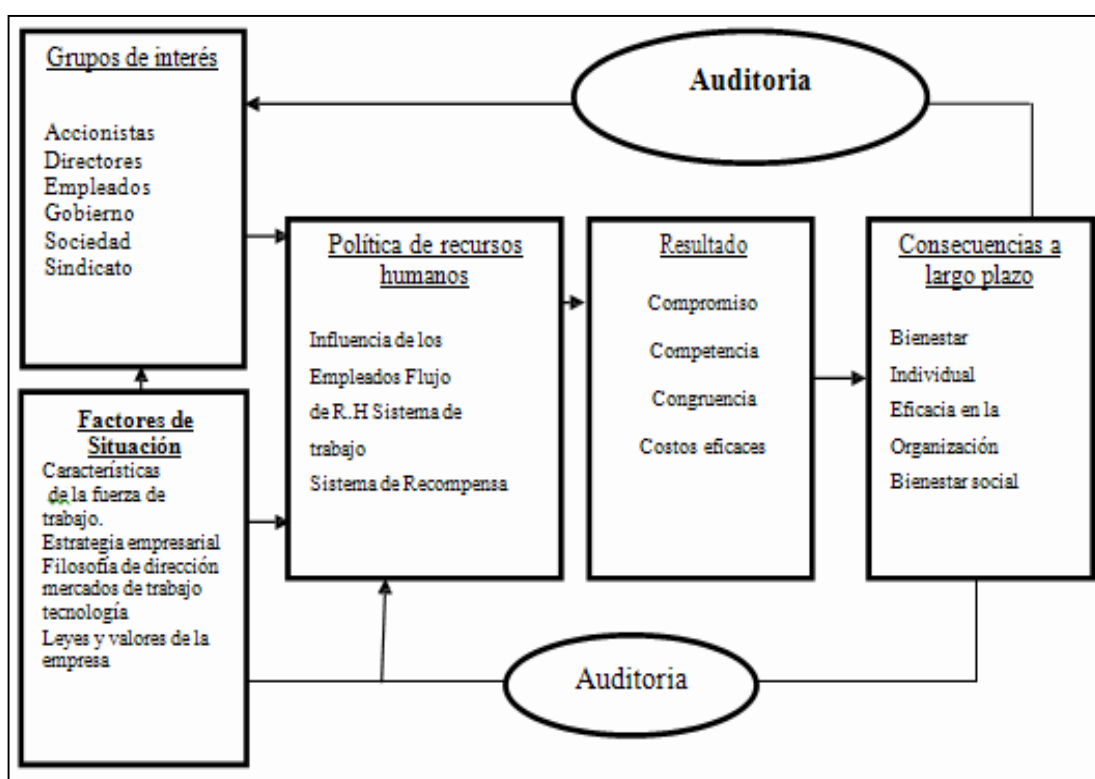 Grupos de interés
Accionistas
Directores
Empleados
Gobierno
Sociedad
Sindicato
Auditoria
Política de recursos
humanos
Influencia de los
Empleados Flujo
de R..H Sistema de
trabajo
Sistema de Recompensa
Resultado
Compromiso
Competencia
Congruencia
Costos eficaces
Consecuencias a
largo plazo
Bienestar
Individual
Eficacia en la
Organización
Bienestar social
Factores de
Situación
Características
de la fuerza de
trabajo.
Estrategia empresarial
Filosofía de dirección
mercados de trabajo
tecnología
Leyes y valores de la
empresa
Auditoria